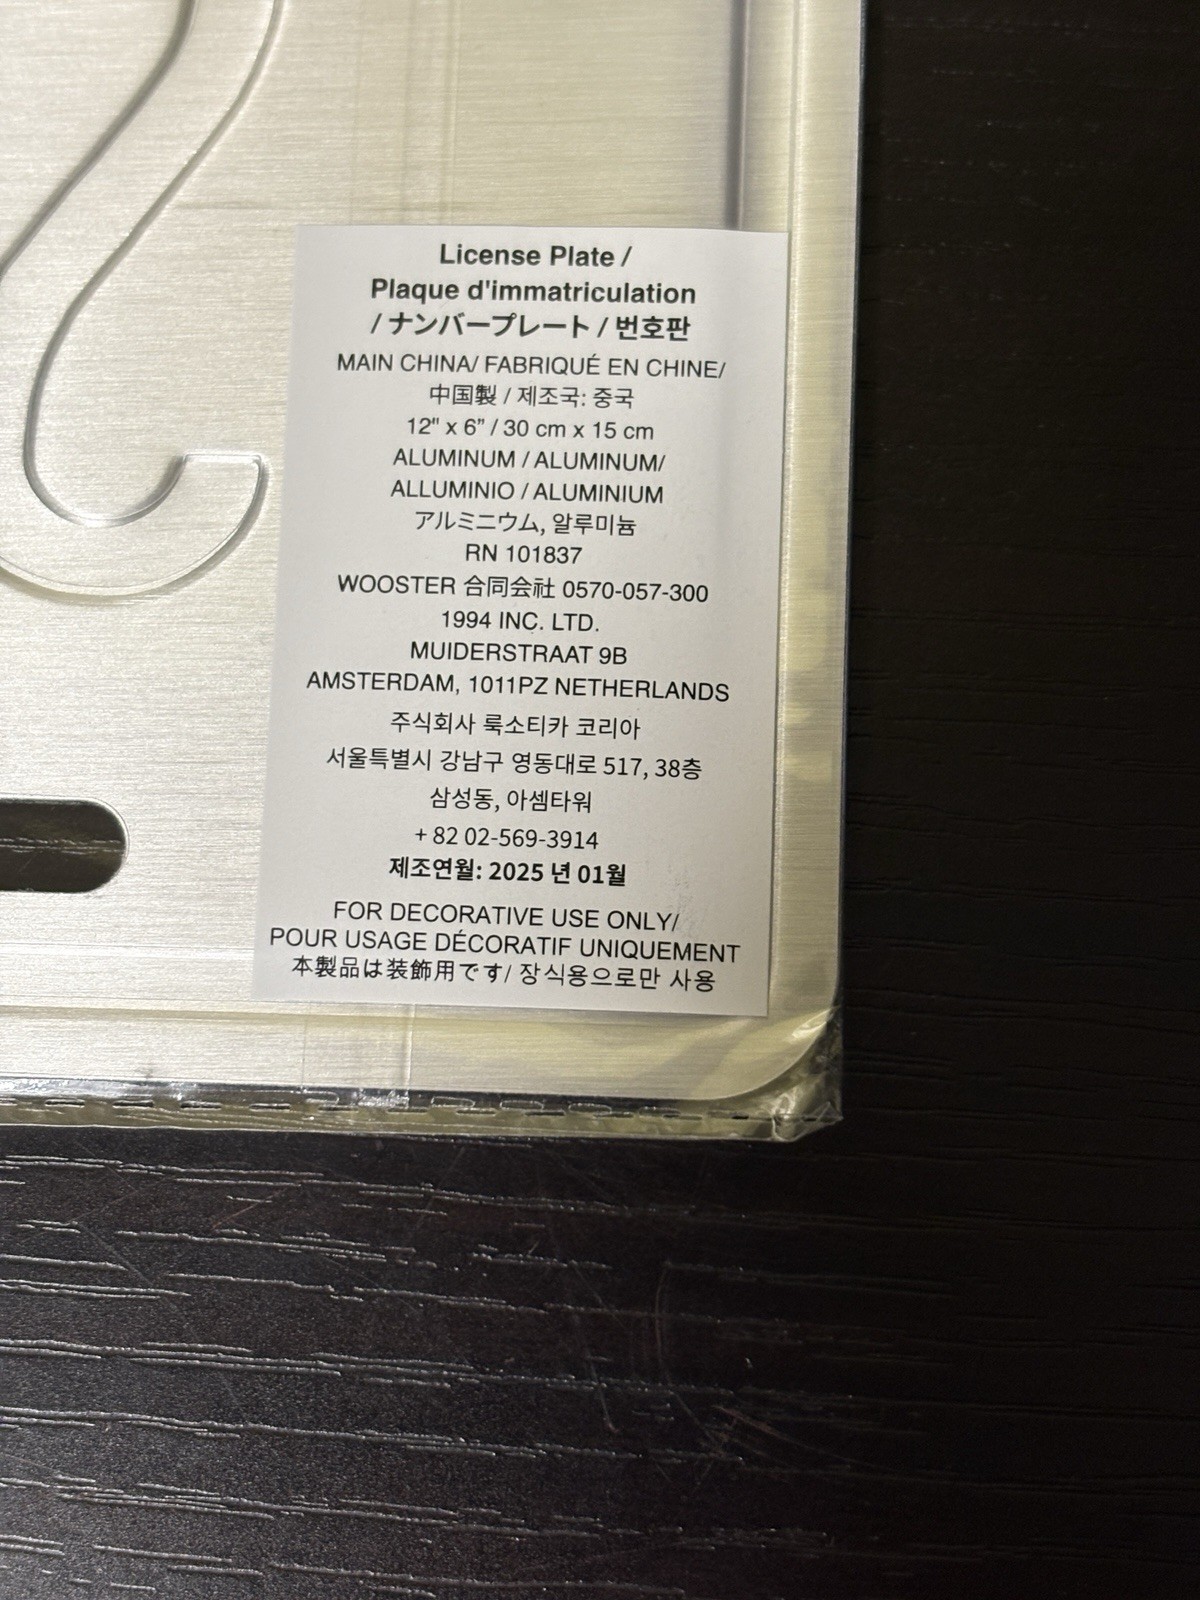 License Plate /
Plaque d'immatriculation
/ ナンバープレート / 번호판
MAIN CHINA/ FABRIQUÉ EN CHINE/
中国製 / 제조국: 중국
12" x 6” / 30 cm x 15 cm
ALUMINUM / ALUMINUM/
ALLUMINIO / ALUMINIUM
アルミニウム, 알루미늄
RN 101837
WOOSTER 合同会社 0570-057-300
1994 INC. LTD.
MUIDERSTRAAT 9B
AMSTERDAM, 1011PZ NETHERLANDS
주식회사 룩소티카 코리아
서울특별시 강남구 영동대로 517, 38층
삼성동, 아셈타워
+ 82 02-569-3914
제조연월: 2025 년 01월
FOR DECORATIVE USE ONLY/
POUR USAGE DÉCORATIF UNIQUEMENT
本製品は装飾用です/ 장식용으로만 사용